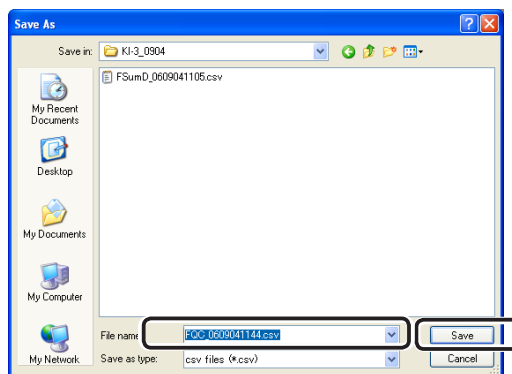 Save As
Save in:
KI-3_0904
FSumD_0609041105.csv
My Recent
Documents
Desktop
My Documents
My Computer
My Network
File name:
FQC_0609041144.csv
Save
Save as type:
csv files (*.csv)
Cancel